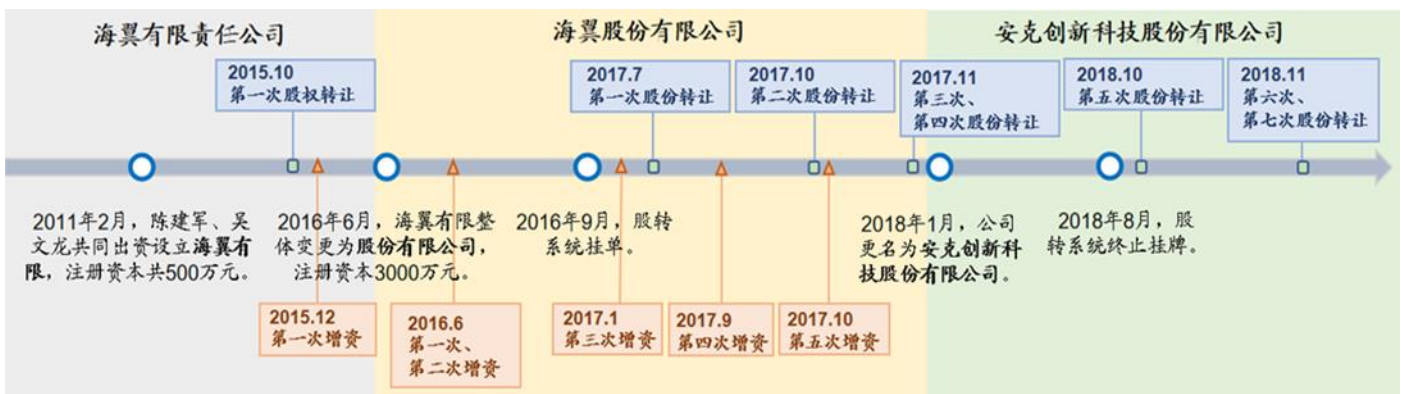 海翼有限责任公司
海翼股份有限公司
安克创新科技股份有限公司
2015.10
第一次股权转让
2017.7
第一次股份转让
2017.10
第二次股份转让
2017.11
第三次、
第四次股份转让
2018.10
第五次股份转让
2018.11
第六次、
第七次股份转让
2011年2月，陈建军、吴
文龙共同出资设立海翼有
限，注册资本共500万元。
2016年6月，海翼有限整
体变更为股份有限公司，
注册资本3000万元。
2016年9月，股转
系统挂单。
2018年1月，公司
更名为安克创新科
技股份有限公司。
2018年8月，股
转系统终止挂牌。
2015.12
第一次增资
2016.6
第一次、
第二次增资
2017.1
第三次增资
2017.9
第四次增资
2017.10
第五次增资